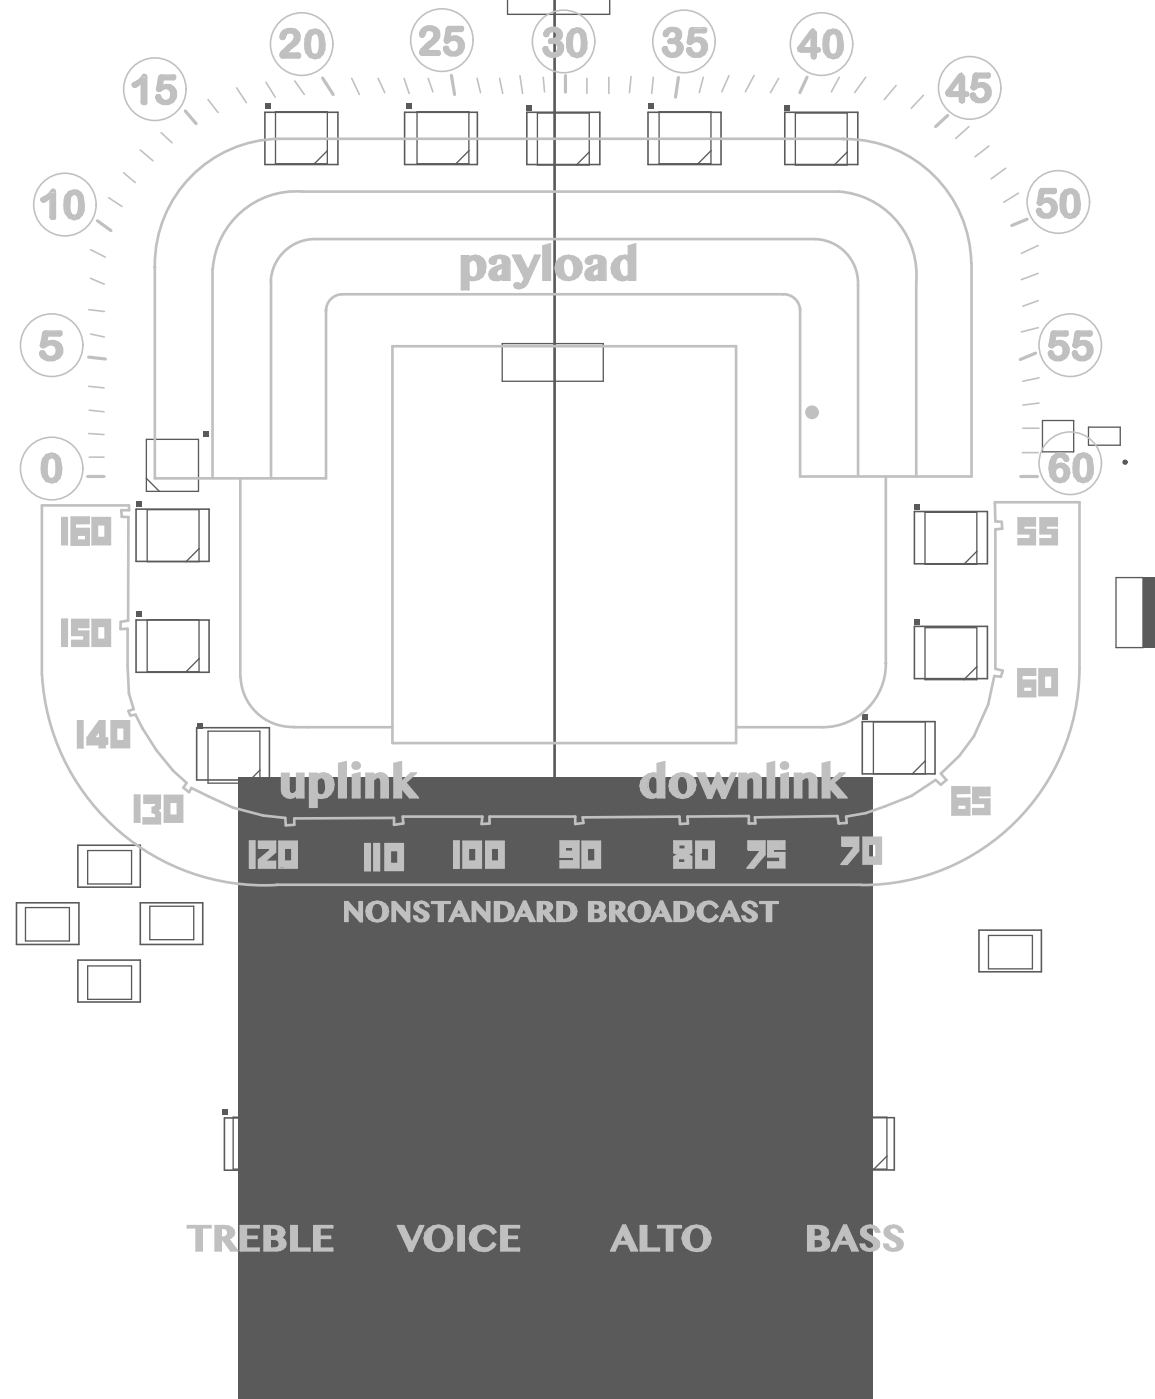 20 25 30 35 40
15 45
10 50
payload
5 55
0 60
160 55
150 60
140
130 65
uplink downlink
120 110 100 90 80 75 70
NONSTANDARD BROADCAST
TREBLE VOICE ALTO BASS